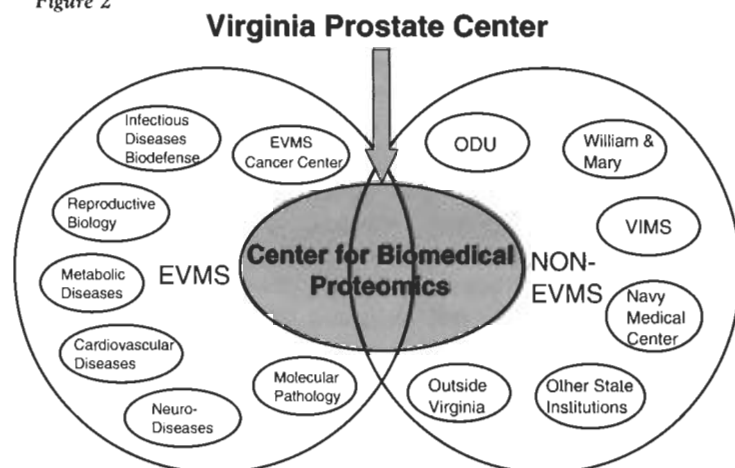 Figure 2
Virginia Prostate Center
Infectious
Diseases
Biodefense
EVMS
Cancer Center
Reproductive
Biology
Metabolic
Diseases
EVMS
Cardiovascular
Diseases
Neuro-
Diseases
Molecular
Pathology
Center for Biomedical
Proteomics
ODU
William &
Mary
VIMS
NON-
EVMS
Navy
Medical
Center
Outside
Virginia
Other State
Institutions